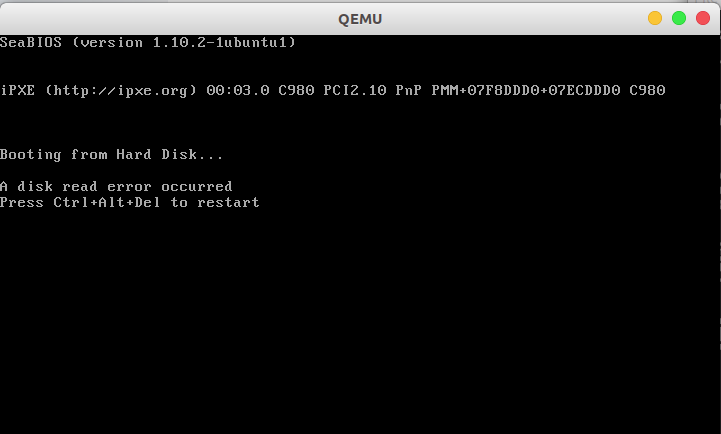 QEMU
SeaBIOS (version 1.10.2-1ubuntu1)
iPXE (http://ipxe.org) 00:03.0 C980 PCI2.10 PnP PMM+07F8DDD0+07ECDDD0 C980
Booting from Hard Disk...
A disk read error occurred
Press Ctrl+Alt+Del to restart